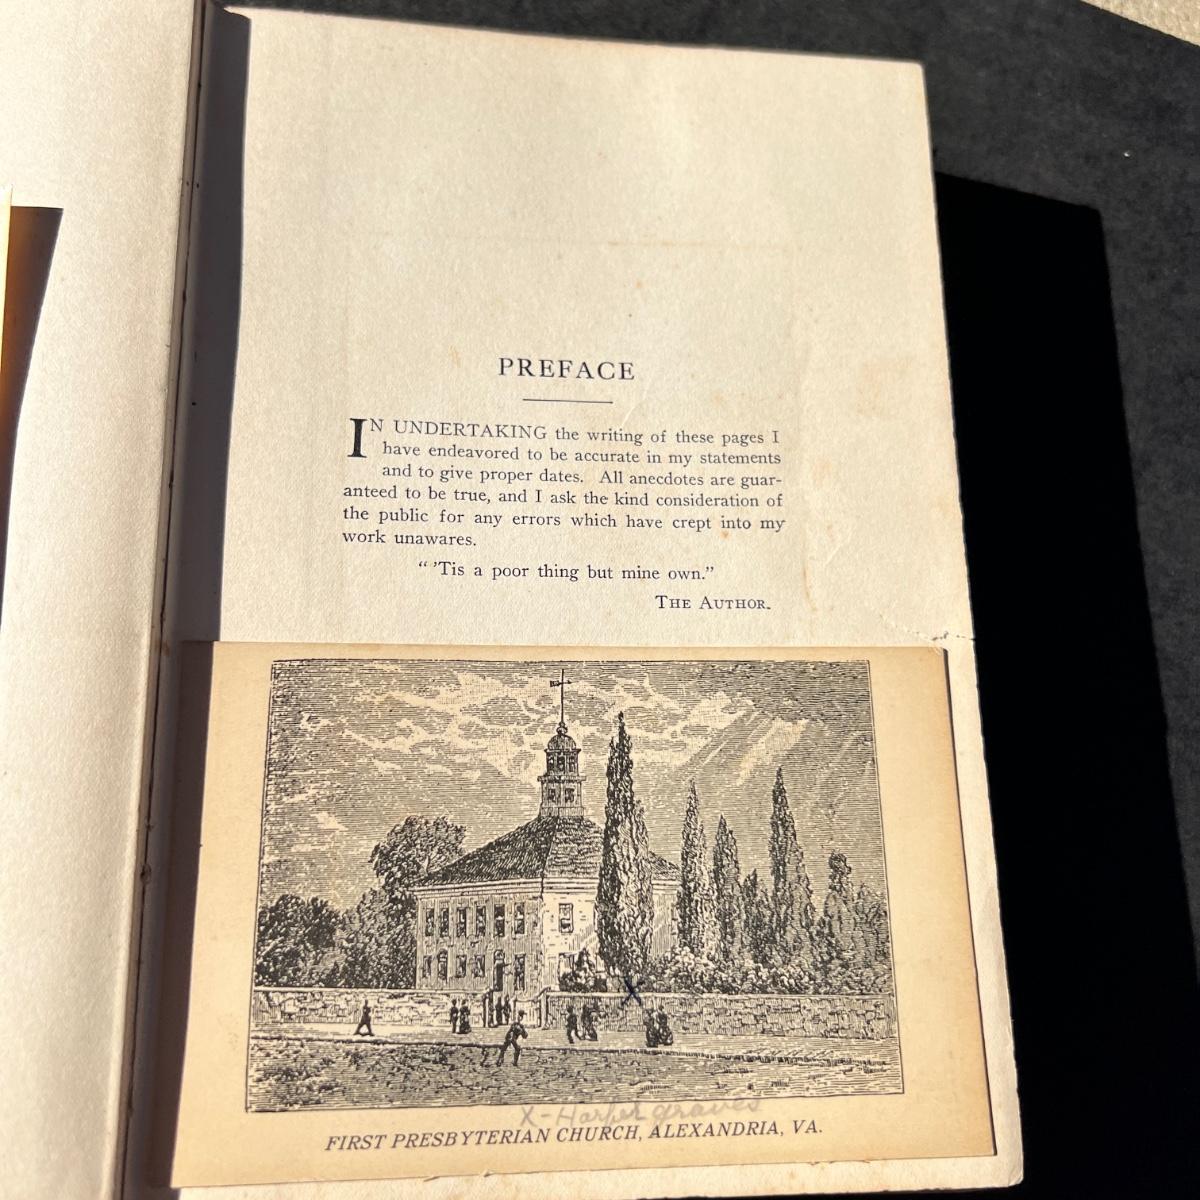 PREFACE
IN UNDERTAKING the writing of these pages I
have endeavored to be accurate in my statements
and to give proper dates. All anecdotes are guar-
anteed to be true, and I ask the kind consideration of
the public for any errors which have crept into my
work unawares.
" 'Tis a poor thing but mine own."
THE AUTHOR.
X
X - Harper graves
FIRST PRESBYTERIAN CHURCH, ALEXANDRIA, VA.